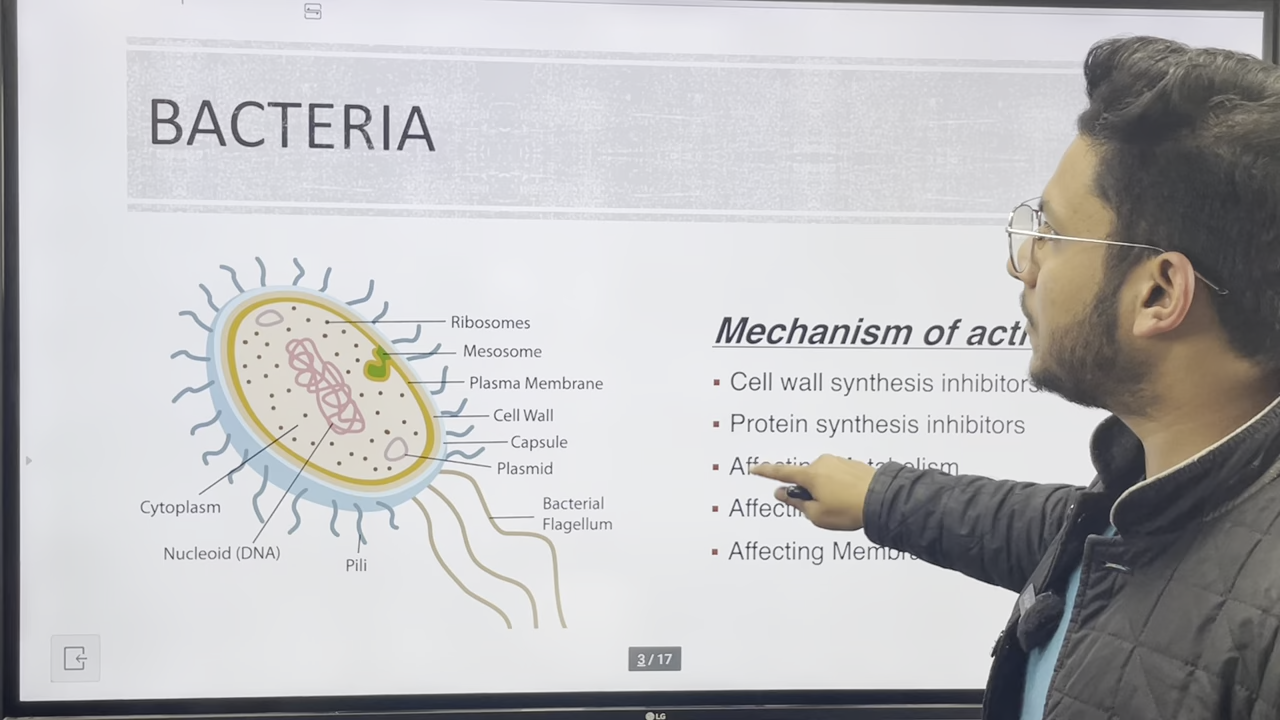 BACTERIA
Ribosomes
Mesosome
Plasma Membrane
Cell Wall
Capsule
Plasmid
Bacterial
Flagellum
Cytoplasm
Nucleoid (DNA)
Pili
Mechanism of
Cell wall synthesis inhibitors
Protein synthesis inhibitors
Affecting
3 / 17
LG